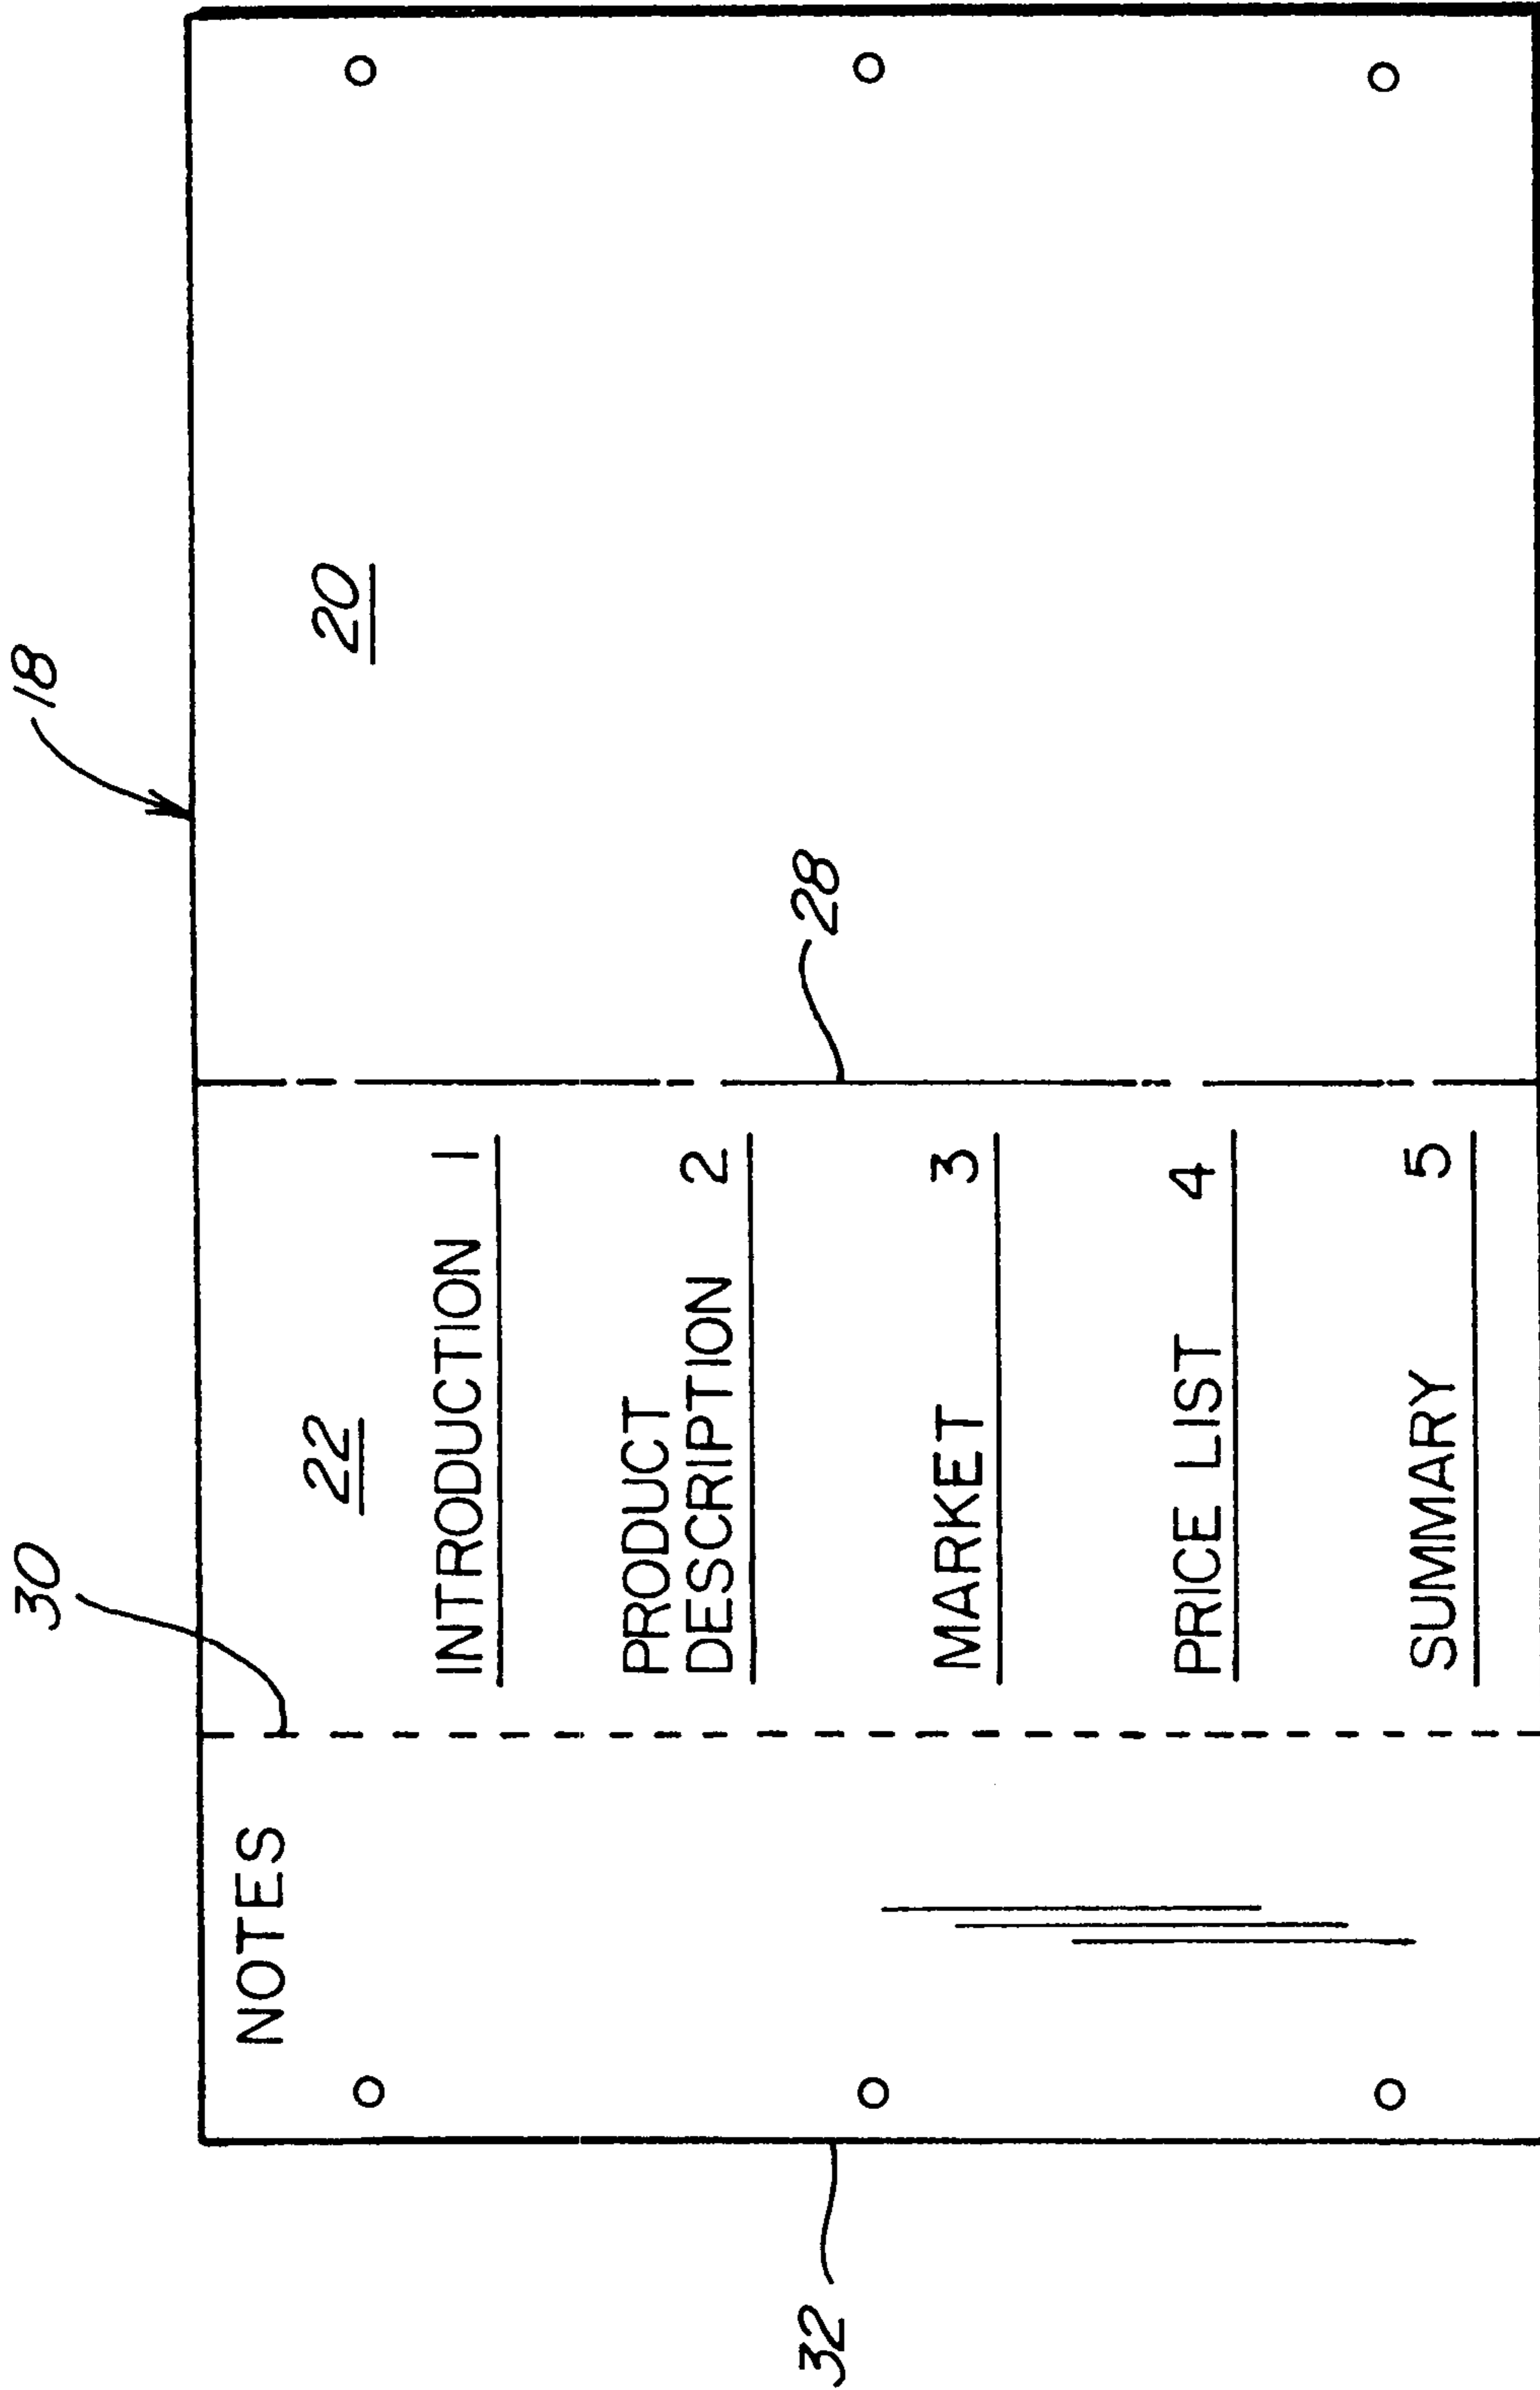 18
30
NOTES
22
20
INTRODUCTION 1
PRODUCT
DESCRIPTION 2
28
MARKET 3
32
PRICE LIST 4
SUMMARY 5